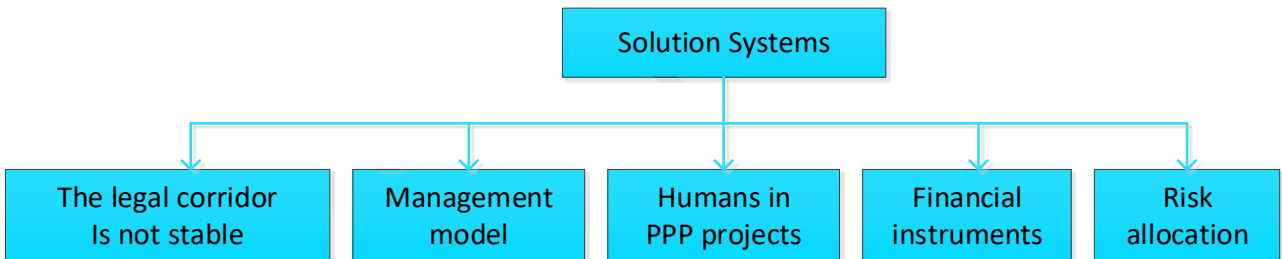 Solution Systems
The legal corridor
Is not stable
Management
model
Humans in
PPP projects
Financial
instruments
Risk
allocation